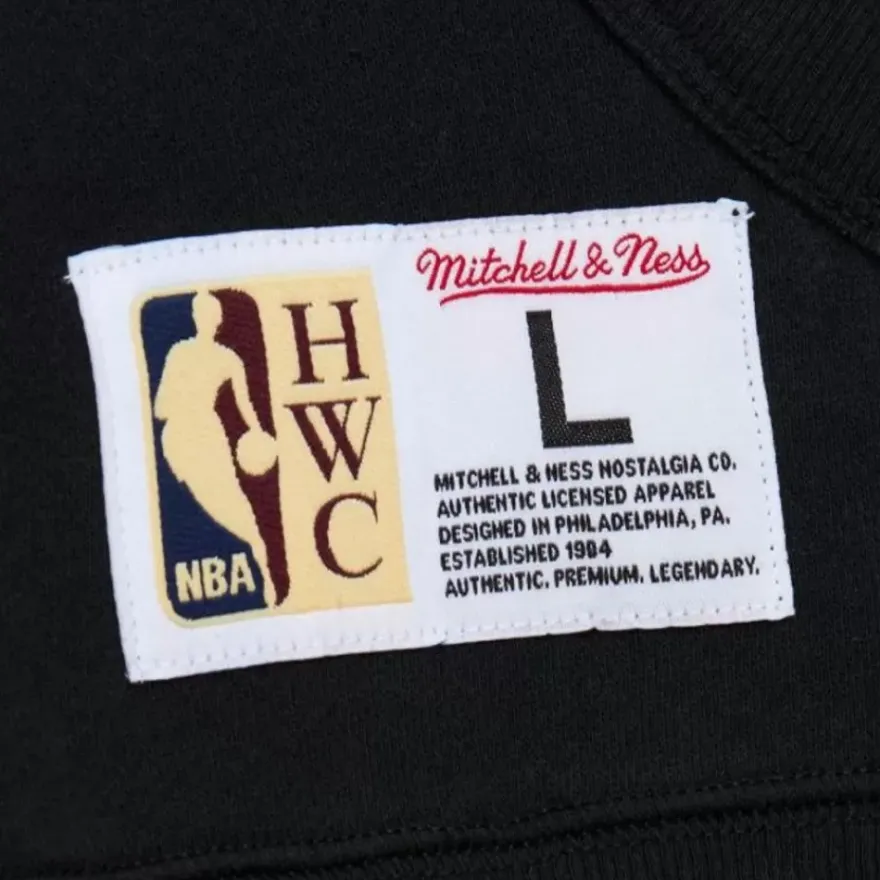 NBA
H
W
C
Mitchell & Ness
L
MITCHELL & NESS NOSTALGIA CO.
AUTHENTIC LICENSED APPAREL
DESIGNED IN PHILADELPHIA, PA.
ESTABLISHED 1904
AUTHENTIC. PREMIUM. LEGENDARY.